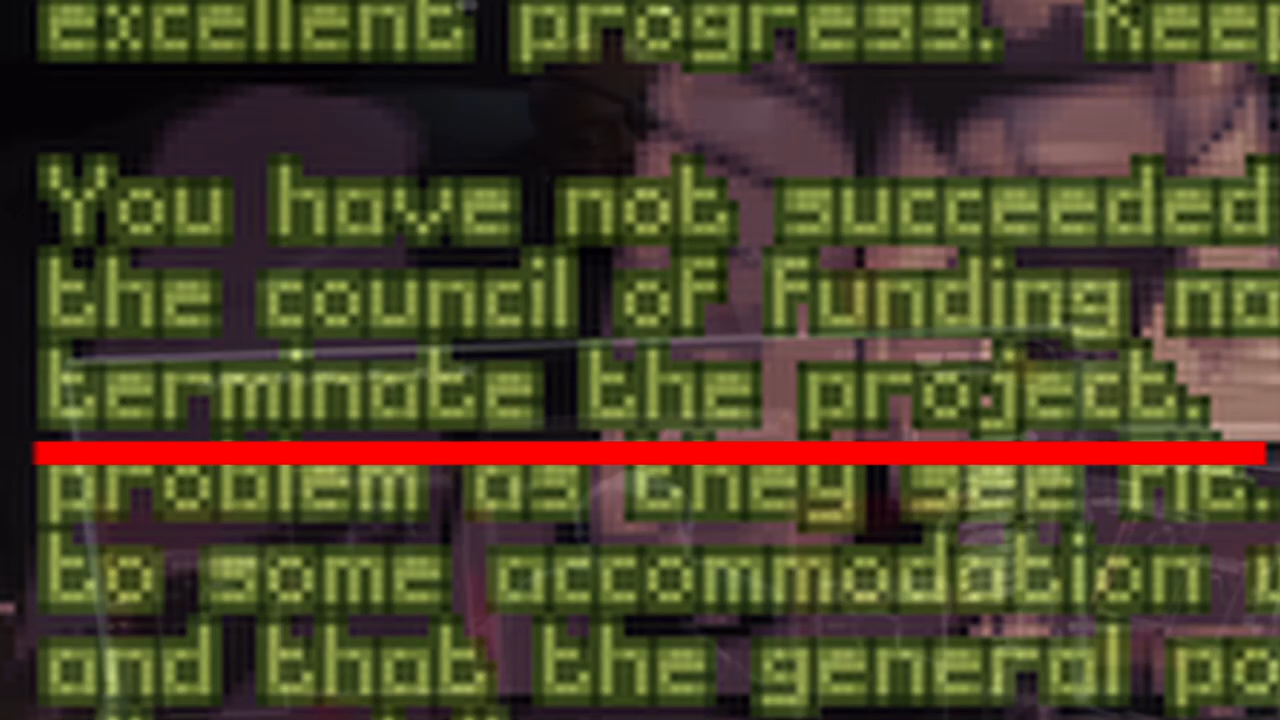 excellent progress. Keep
You have not succeeded
the council of funding no
terminate the project.
problem as they see it.
to some accommodation
and that the general po